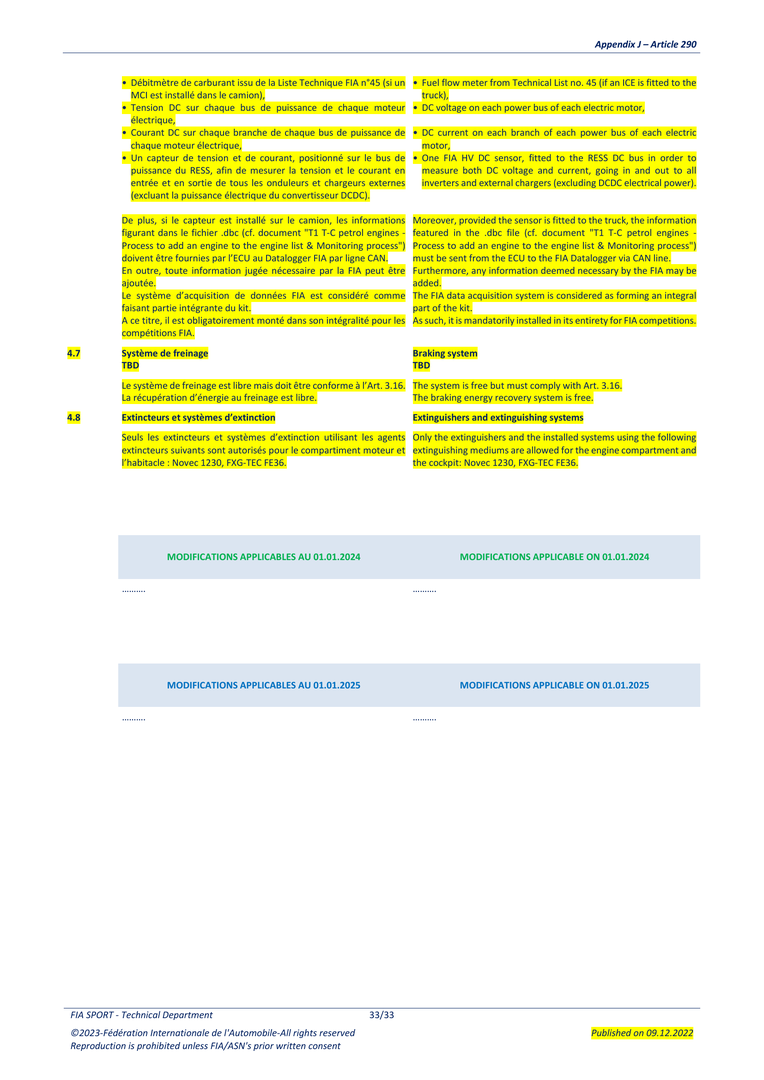 Appendix J – Article 290
• Débitmètre de carburant issu de la Liste Technique FIA n°45 (si un
MCI est installé dans le camion),
• Tension DC sur chaque bus de puissance de chaque moteur
électrique,
• Courant DC sur chaque branche de chaque bus de puissance de
chaque moteur électrique,
• Un capteur de tension et de courant, positionné sur le bus de
puissance du RESS, afin de mesurer la tension et le courant en
entrée et en sortie de tous les onduleurs et chargeurs externes
(excluant la puissance électrique du convertisseur DCDC).
• Fuel flow meter from Technical List no. 45 (if an ICE is fitted to the
truck),
• DC voltage on each power bus of each electric motor,
• DC current on each branch of each power bus of each electric
motor,
• One FIA HV DC sensor, fitted to the RESS DC bus in order to
measure both DC voltage and current, going in and out to all
inverters and external chargers (excluding DCDC electrical power).
De plus, si le capteur est installé sur le camion, les informations
figurant dans le fichier .dbc (cf. document "T1 T-C petrol engines -
Process to add an engine to the engine list & Monitoring process")
doivent être fournies par l'ECU au Datalogger FIA par ligne CAN.
En outre, toute information jugée nécessaire par la FIA peut être
ajoutée.
Le système d'acquisition de données FIA est considéré comme
faisant partie intégrante du kit.
A ce titre, il est obligatoirement monté dans son intégralité pour les
compétitions FIA.
Moreover, provided the sensor is fitted to the truck, the information
featured in the .dbc file (cf. document "T1 T-C petrol engines -
Process to add an engine to the engine list & Monitoring process")
must be sent from the ECU to the FIA Datalogger via CAN line.
Furthermore, any information deemed necessary by the FIA may be
added.
The FIA data acquisition system is considered as forming an integral
part of the kit.
As such, it is mandatorily installed in its entirety for FIA competitions.
4.7 Système de freinage
TBD
Braking system
TBD
Le système de freinage est libre mais doit être conforme à l'Art. 3.16.
La récupération d'énergie au freinage est libre.
The system is free but must comply with Art. 3.16.
The braking energy recovery system is free.
4.8 Extincteurs et systèmes d'extinction
Extinguishers and extinguishing systems
Seuls les extincteurs et systèmes d'extinction utilisant les agents
extincteurs suivants sont autorisés pour le compartiment moteur et
l'habitacle : Novec 1230, FXG-TEC FE36.
Only the extinguishers and the installed systems using the following
extinguishing mediums are allowed for the engine compartment and
the cockpit: Novec 1230, FXG-TEC FE36.
MODIFICATIONS APPLICABLES AU 01.01.2024
MODIFICATIONS APPLICABLE ON 01.01.2024
..........
..........
MODIFICATIONS APPLICABLES AU 01.01.2025
MODIFICATIONS APPLICABLE ON 01.01.2025
..........
..........
FIA SPORT - Technical Department
33/33
©2023-Fédération Internationale de l'Automobile-All rights reserved
Published on 09.12.2022
Reproduction is prohibited unless FIA/ASN's prior written consent